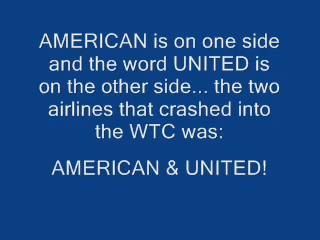 AMERICAN is on one side
and the word UNITED is
on the other side... the two
airlines that crashed into
the WTC was:
AMERICAN & UNITED!